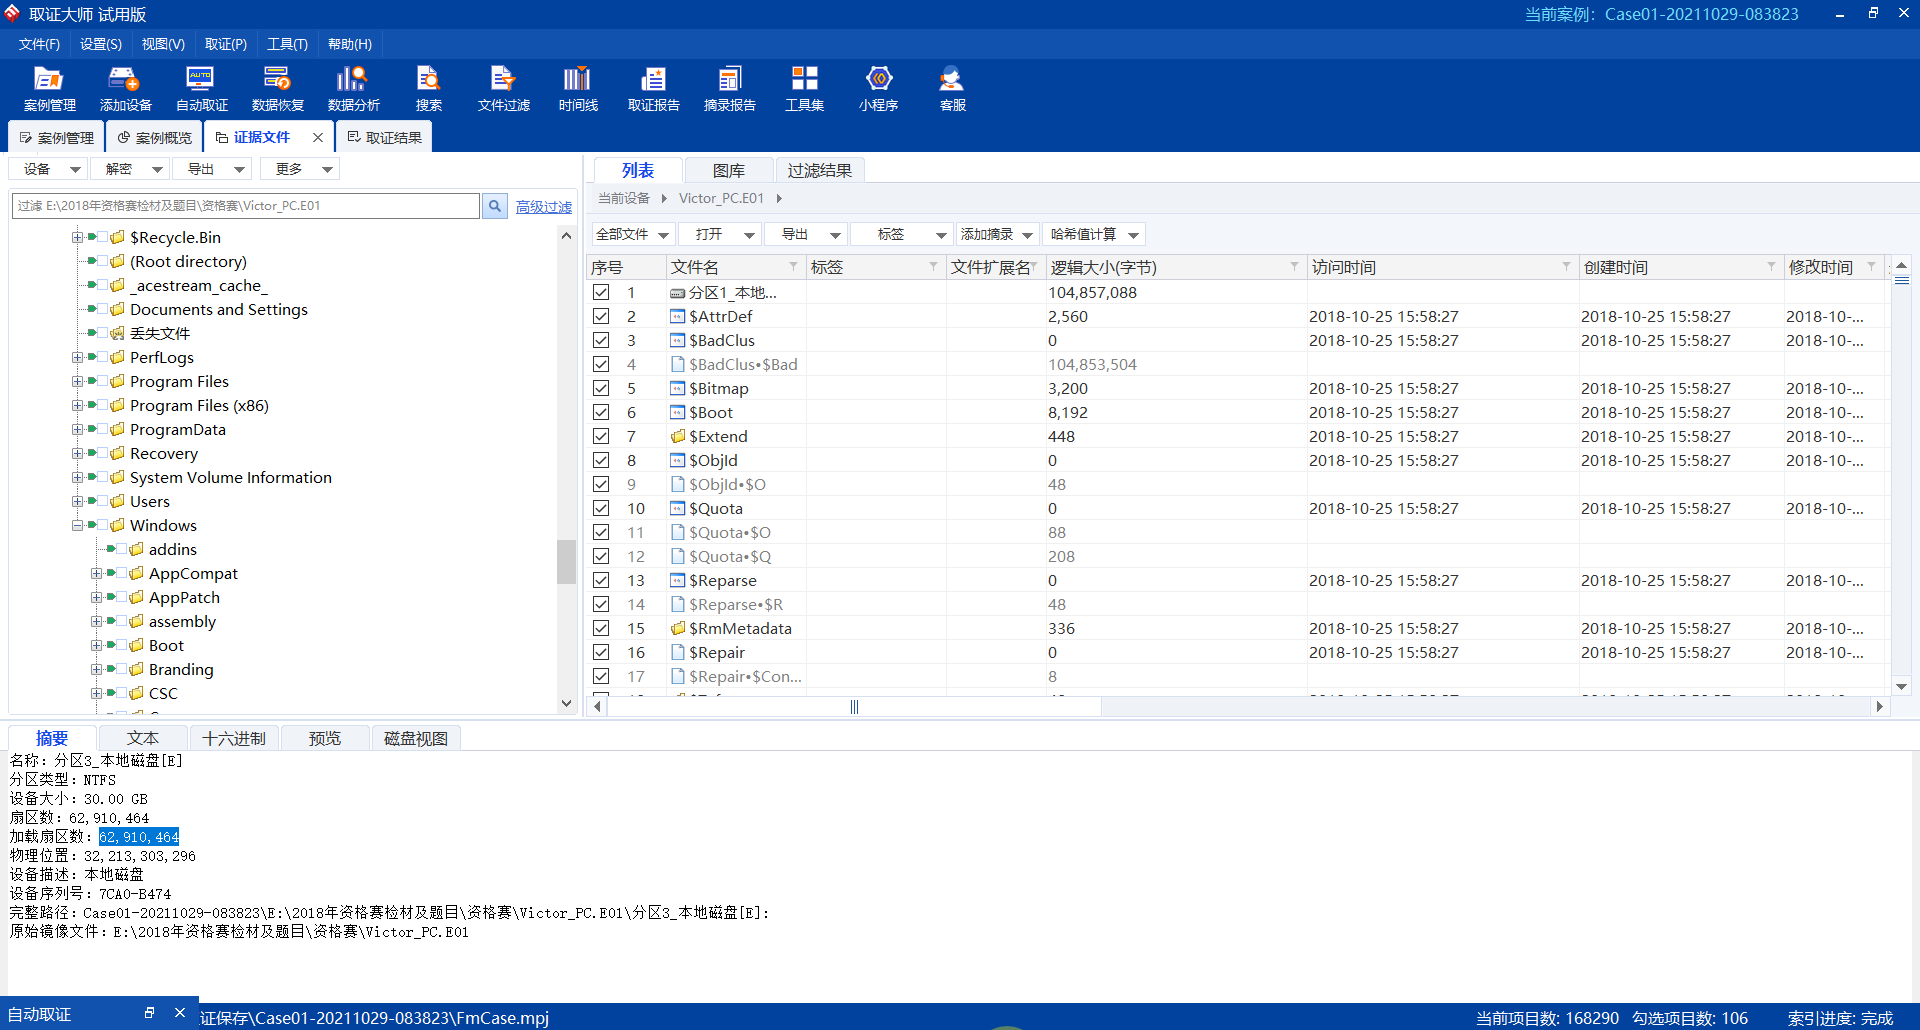 取证大师 试用版
当前案例: Case01-20211029-083823
文件(F) 设置(S) 视图(V) 取证(P) 工具(T) 帮助(H)
案例管理 添加设备 自动取证 数据恢复 数据分析 搜索 文件过滤 时间线 取证报告 摘录报告 工具集 小程序 客服
案例管理 案例概览 证据文件 取证结果
设备 解密 导出 更多
过滤 E:\2018年资格赛检材及题目\资格赛\Victor_PC.E01
高级过滤
$Recycle.Bin
(Root directory)
_acestream_cache_
Documents and Settings
丢失文件
PerfLogs
Program Files
Program Files (x86)
ProgramData
Recovery
System Volume Information
Users
Windows
addins
AppCompat
AppPatch
assembly
Boot
Branding
CSC
列表 图库 过滤结果
当前设备 Victor_PC.E01
全部文件 打开 导出 标签 添加摘录 哈希值计算
序号 文件名 标签 文件扩展名 逻辑大小(字节) 访问时间 创建时间 修改时间
1 分区1_本地... 104,857,088
2 $AttrDef 2,560 2018-10-25 15:58:27 2018-10-25 15:58:27 2018-10-...
3 $BadClus 0 2018-10-25 15:58:27 2018-10-25 15:58:27 2018-10-...
4 $BadClus•$Bad 104,853,504
5 $Bitmap 3,200 2018-10-25 15:58:27 2018-10-25 15:58:27 2018-10-...
6 $Boot 8,192 2018-10-25 15:58:27 2018-10-25 15:58:27 2018-10-...
7 $Extend 448 2018-10-25 15:58:27 2018-10-25 15:58:27 2018-10-...
8 $ObjId 0 2018-10-25 15:58:27 2018-10-25 15:58:27 2018-10-...
9 $ObjId•$O 48
10 $Quota 0 2018-10-25 15:58:27 2018-10-25 15:58:27 2018-10-...
11 $Quota•$O 88
12 $Quota•$Q 208
13 $Reparse 0 2018-10-25 15:58:27 2018-10-25 15:58:27 2018-10-...
14 $Reparse•$R 48
15 $RmMetadata 336 2018-10-25 15:58:27 2018-10-25 15:58:27 2018-10-...
16 $Repair 0 2018-10-25 15:58:27 2018-10-25 15:58:27 2018-10-...
17 $Repair•$Con... 8
摘要 文本 十六进制 预览 磁盘视图
名称: 分区3_本地磁盘[E]
分区类型: NTFS
设备大小: 30.00 GB
扇区数: 62,910,464
加载扇区数: 62,910,464
物理位置: 32,213,303,296
设备描述: 本地磁盘
设备序列号: 7CA0-B474
完整路径: Case01-20211029-083823\E:\2018年资格赛检材及题目\资格赛\Victor_PC.E01\分区3_本地磁盘[E]:
原始镜像文件: E:\2018年资格赛检材及题目\资格赛\Victor_PC.E01
自动取证
证保存\Case01-20211029-083823\FmCase.mpj
当前项目数: 168290 勾选项目数: 106 索引进度: 完成